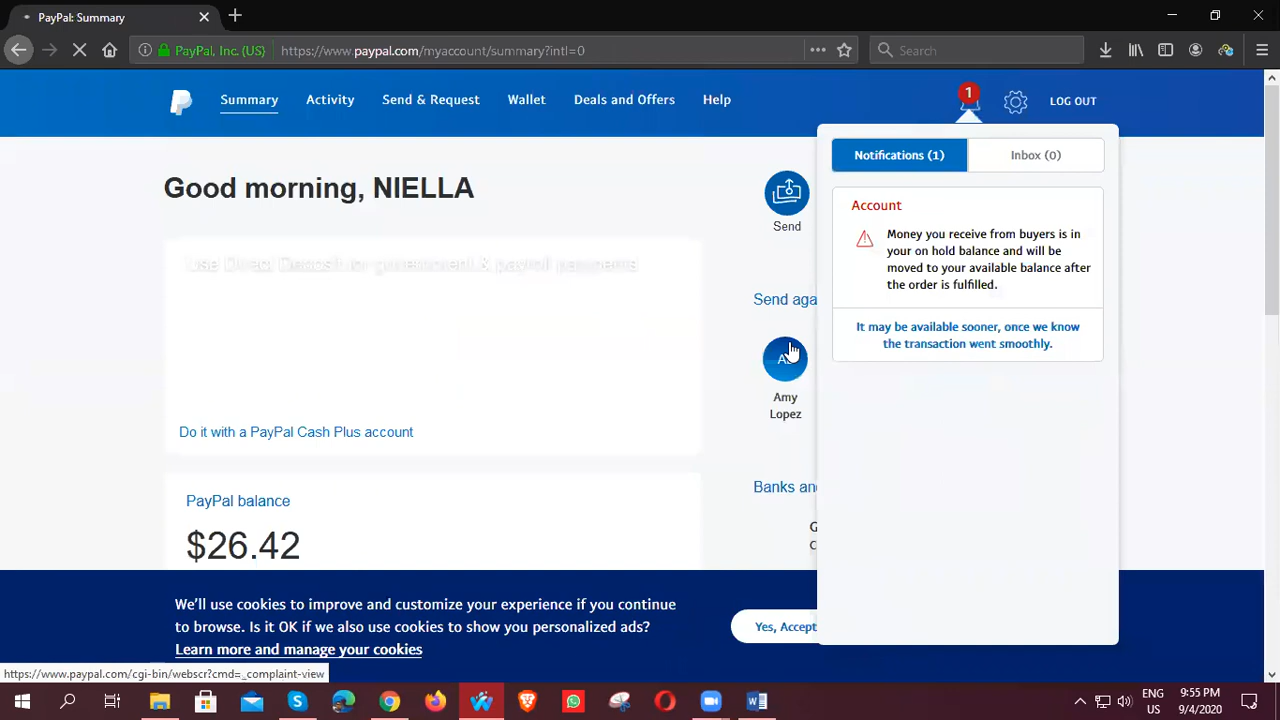 PayPal: Summary
PayPal, Inc. (US)
https://www.paypal.com/myaccount/summary?intl=0
Search
Summary
Activity
Send & Request
Wallet
Deals and Offers
Help
1
LOG OUT
Notifications (1)
Inbox (0)
Good morning, NIELLA
Account
Money you receive from buyers is in
your on hold balance and will be
moved to your available balance after
the order is fulfilled.
It may be available sooner, once we know
the transaction went smoothly.
Send
Use Direct Deposit for government & payroll payments
Send aga
Amy
Lopez
Do it with a PayPal Cash Plus account
Banks an
PayPal balance
$26.42
G
C
We'll use cookies to improve and customize your experience if you continue
to browse. Is it OK if we also use cookies to show you personalized ads?
Learn more and manage your cookies
Yes, Accept
https://www.paypal.com/cgi-bin/webscr?cmd=_complaint-view
ENG
US
9:55 PM
9/4/2020